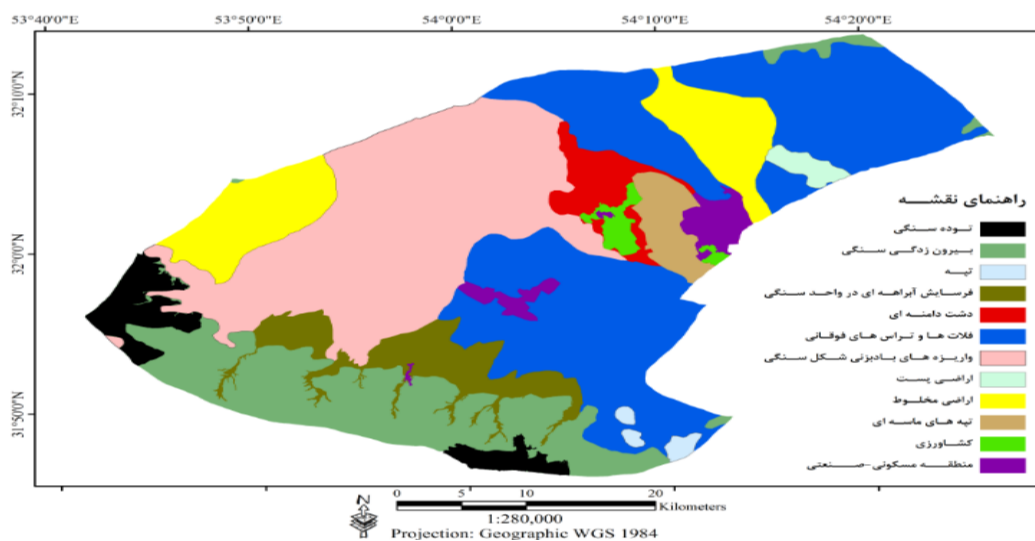 53°40'0"E 53°50'0"E 54°0'0"E 54°10'0"E 54°20'0"E
32°10'0"N
32°0'0"N
31°50'0"N
راهنمای نقشه
توده سنگی
بیرون زدگی سنگی
تپه
فرسایش آبراهه ای در واحد سنگی
دشت دامنه ای
فلات ها و تراس های فوقانی
واریزه های بادبزنی شکل سنگی
اراضی پست
اراضی مخلوط
تپه های ماسه ای
کشاورزی
منطقه مسکونی-صنعتی
N
0 5 10 20
Kilometers
1:280,000
Projection: Geographic WGS 1984